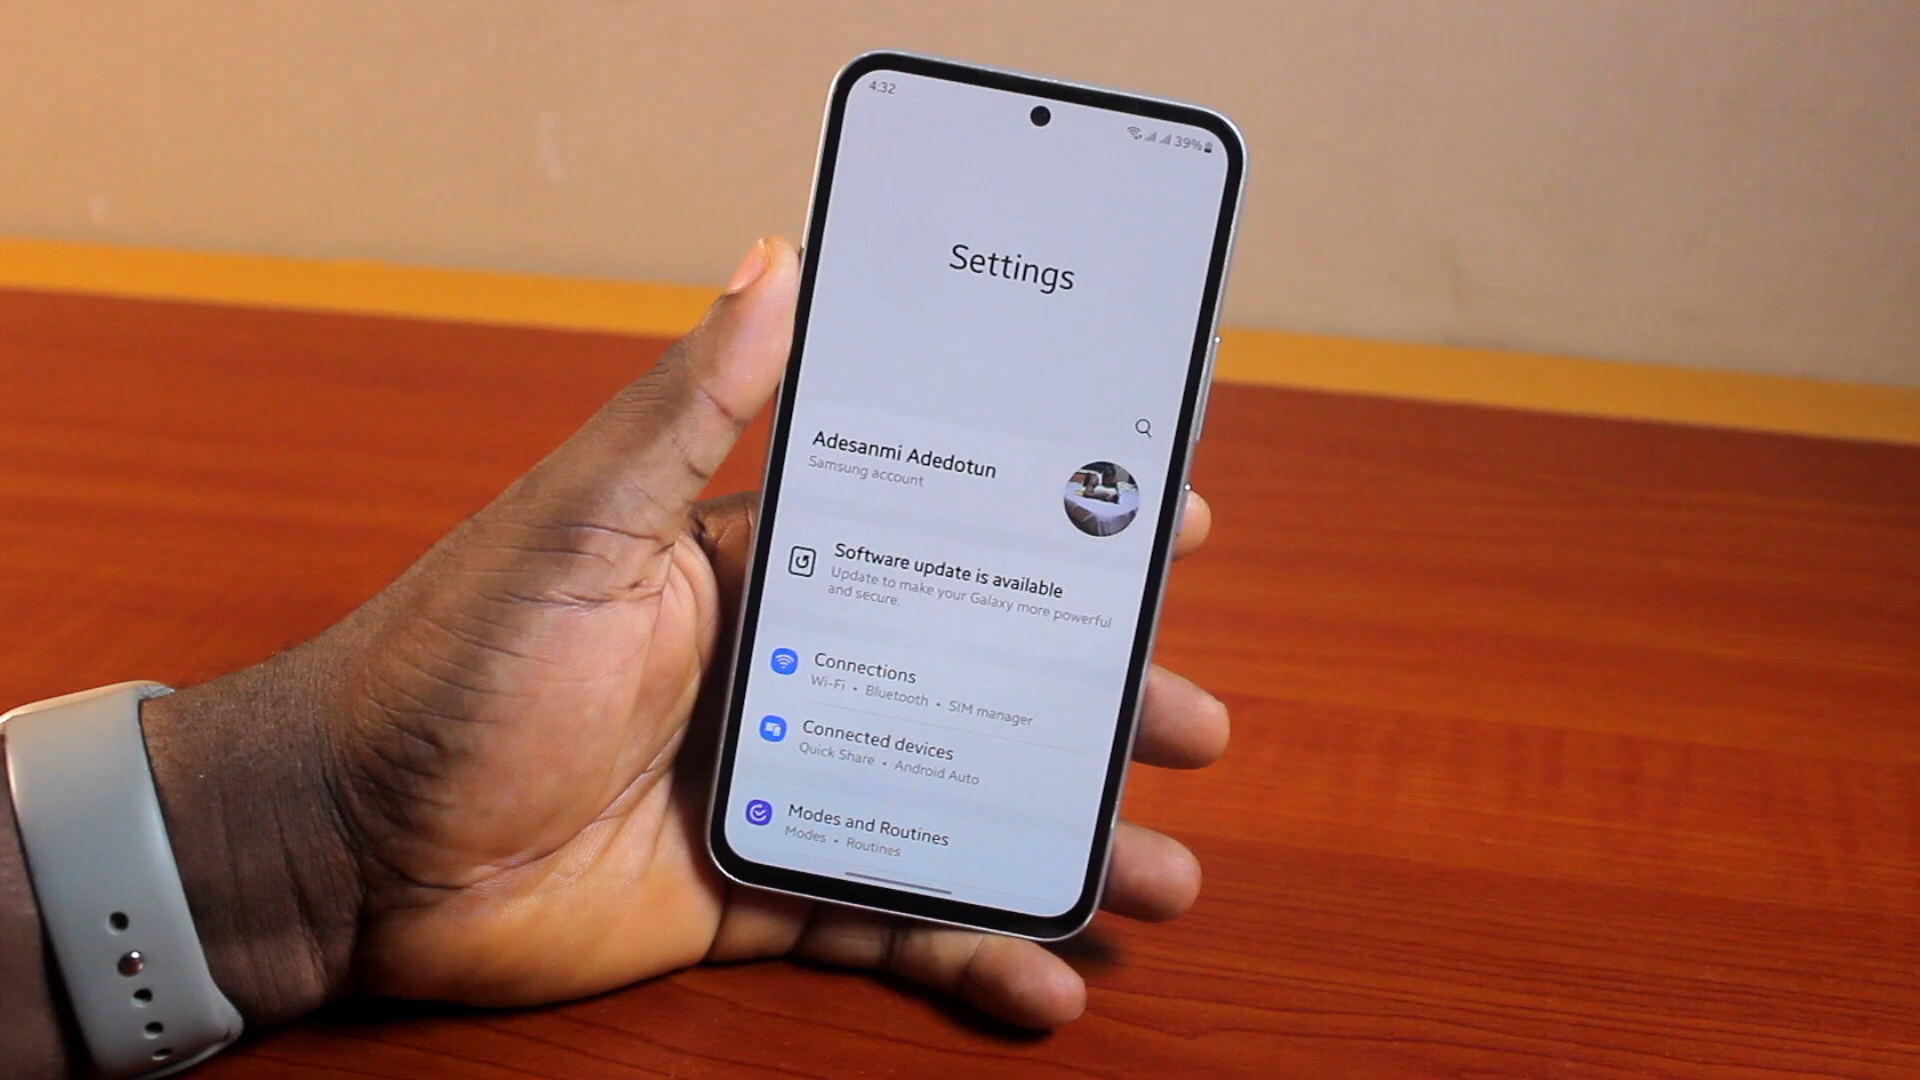 4:32
39%
Settings
Adesanmi Adedotun
Samsung account
Software update is available
Update to make your Galaxy more powerful
and secure.
Connections
Wi-Fi • Bluetooth • SIM manager
Connected devices
Quick Share • Android Auto
Modes and Routines
Modes • Routines